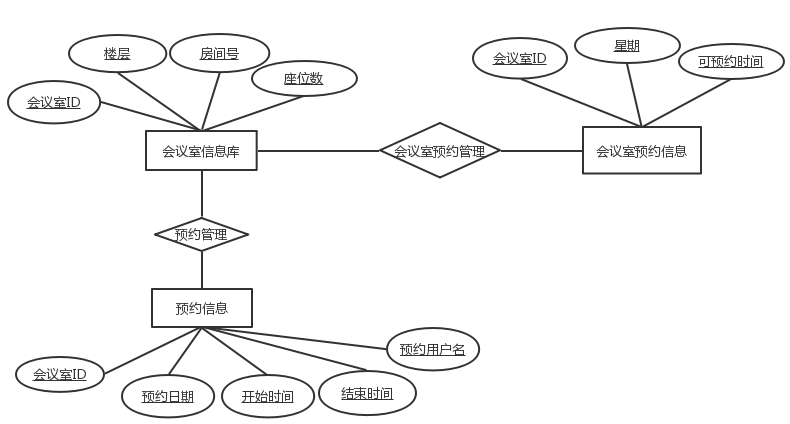 楼层
房间号
座位数
会议室ID
会议室信息库
会议室预约管理
会议室ID
星期
可预约时间
会议室预约信息
预约管理
预约信息
会议室ID
预约日期
开始时间
结束时间
预约用户名